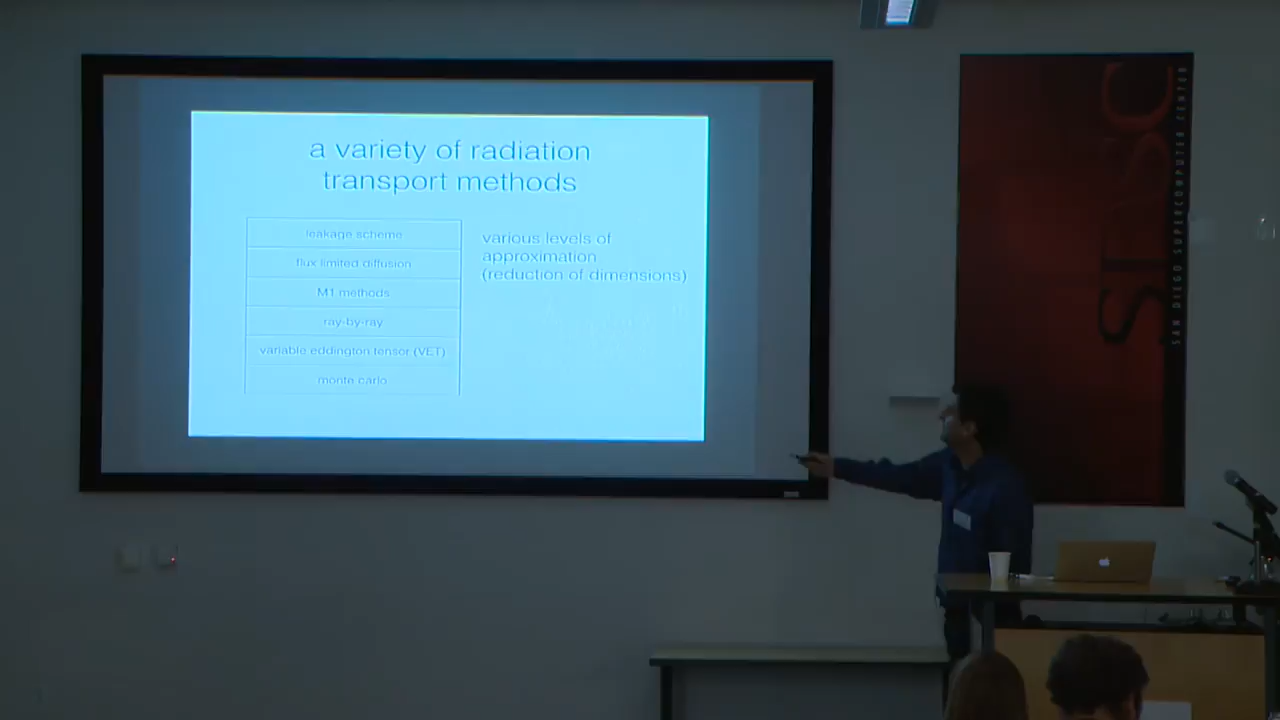 a variety of radiation
transport methods
leakage scheme
flux limited diffusion
M1 methods
ray-by-ray
variable eddington tensor (VET)
monte carlo
various levels of
approximation
(reduction of dimensions)
SDSC
SAN DIEGO SUPERCOMPUTER CENTER